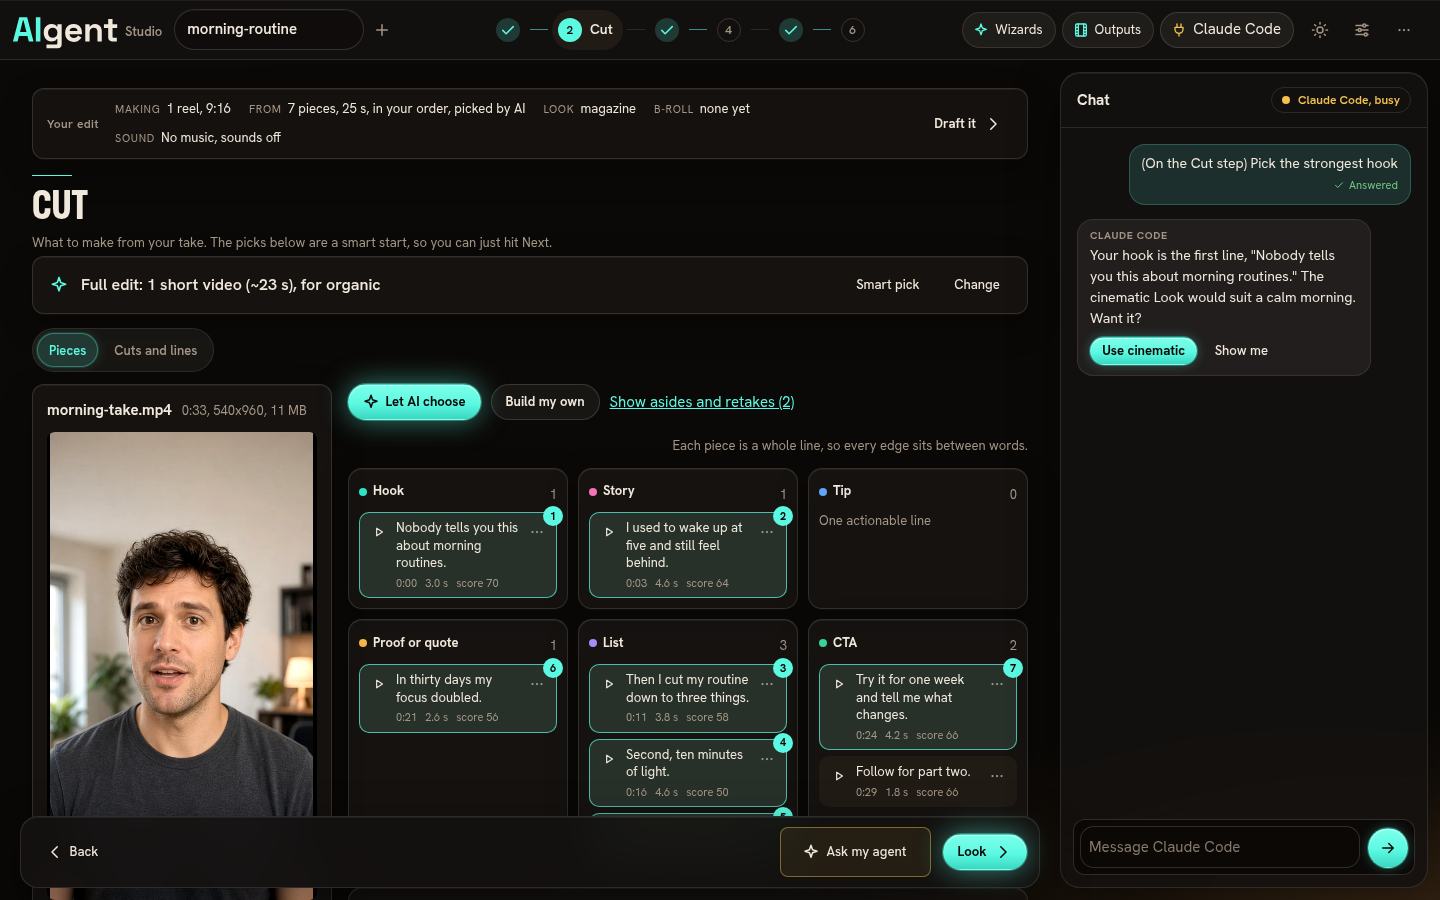 AIgent Studio
morning-routine
2 Cut
4
6
Wizards
Outputs
Claude Code
Your edit
MAKING 1 reel, 9:16 FROM 7 pieces, 25 s, in your order, picked by AI LOOK magazine B-ROLL none yet
SOUND No music, sounds off
Draft it
CUT
What to make from your take. The picks below are a smart start, so you can just hit Next.
Full edit: 1 short video (~23 s), for organic
Smart pick
Change
Pieces
Cuts and lines
morning-take.mp4 0:33, 540x960, 11 MB
Let AI choose
Build my own
Show asides and retakes (2)
Each piece is a whole line, so every edge sits between words.
Hook 1
1
Nobody tells you this
about morning
routines.
0:00 3.0 s score 70
Story 1
2
I used to wake up at
five and still feel
behind.
0:03 4.6 s score 64
Tip 0
One actionable line
Proof or quote 1
6
In thirty days my
focus doubled.
0:21 2.6 s score 56
List 3
3
Then I cut my routine
down to three things.
0:11 3.8 s score 58
4
Second, ten minutes
of light.
0:16 4.6 s score 50
CTA 2
7
Try it for one week
and tell me what
changes.
0:24 4.2 s score 66
Follow for part two.
0:29 1.8 s score 66
Back
Ask my agent
Look
Chat
Claude Code, busy
(On the Cut step) Pick the strongest hook
Answered
CLAUDE CODE
Your hook is the first line, "Nobody tells
you this about morning routines." The
cinematic Look would suit a calm morning.
Want it?
Use cinematic
Show me
Message Claude Code